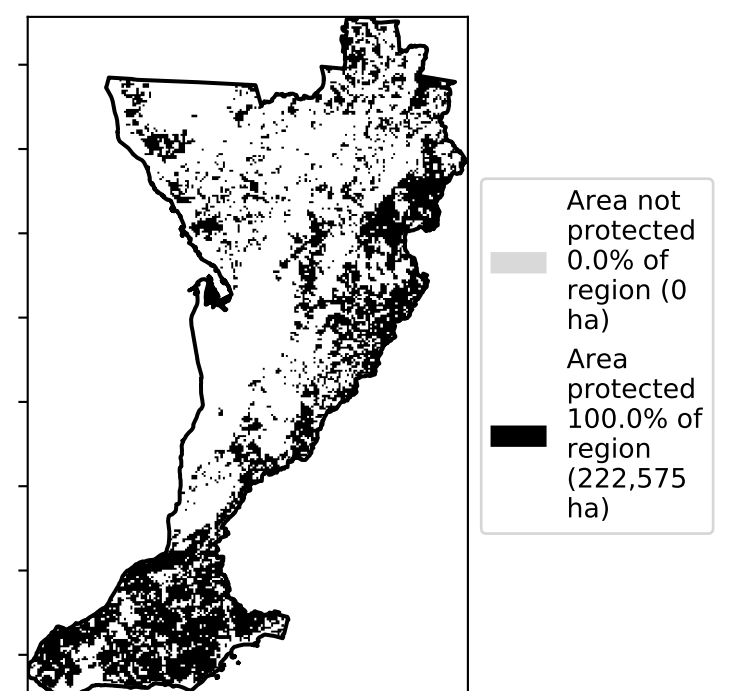 Area not
protected
0.0% of
region (0
ha)
Area
protected
100.0% of
region
(222,575
ha)